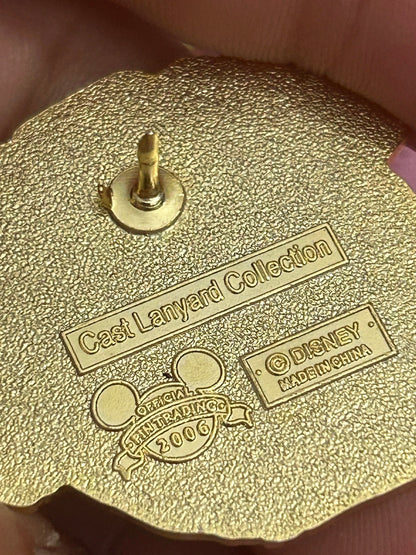 Cast Lanyard Collection
© DISNEY
MADE IN CHINA
OFFICIAL
PIN TRADING
2006